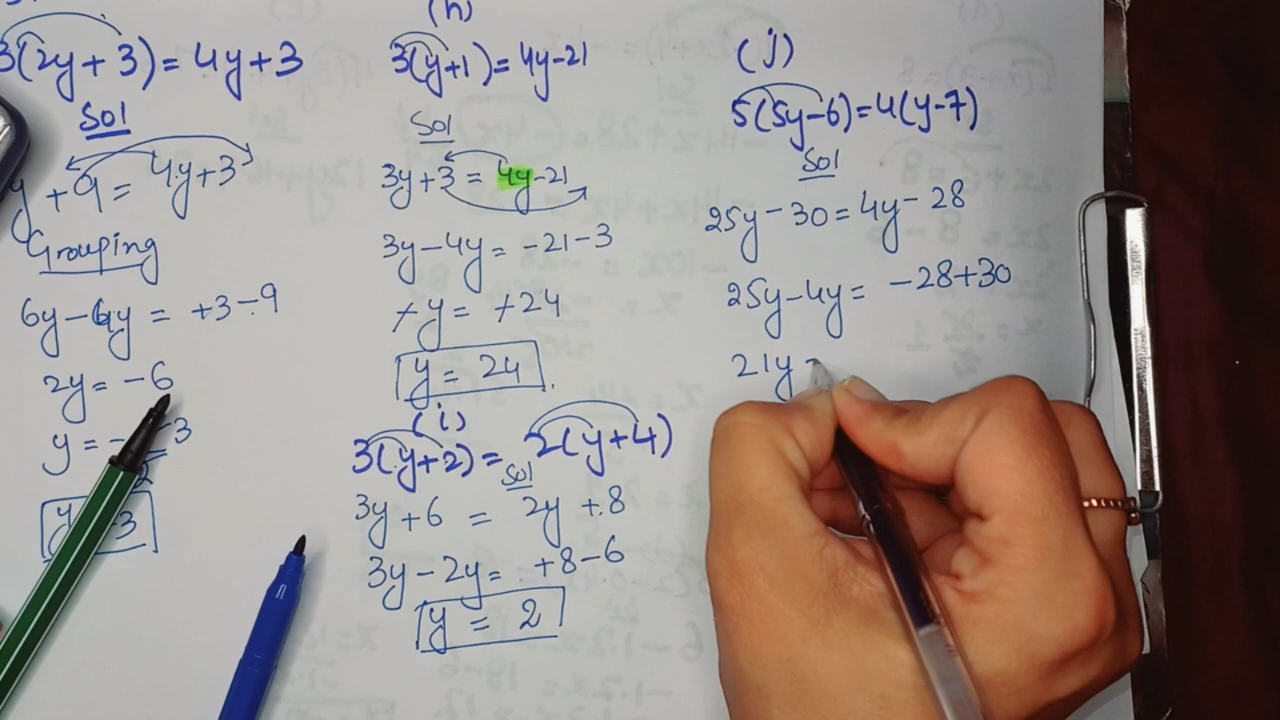 3(2y+3)=4y+3
Sol
y+9=4y+3
Grouping
6y-4y=+3-9
2y=-6
y=-
3
2
y
-3
(h)
3(y+1)=4y-21
Sol
3y+3=4y-21
3y-4y=-21-3
-y=+24
y=24.
(i)
3(y+2)=2(y+4)
Sol
3y+6=2y+8
3y-2y=+8-6
y=2
(j)
5(5y-6)=4(y-7)
Sol
25y-30=4y-28
25y-4y=-28+30
21y